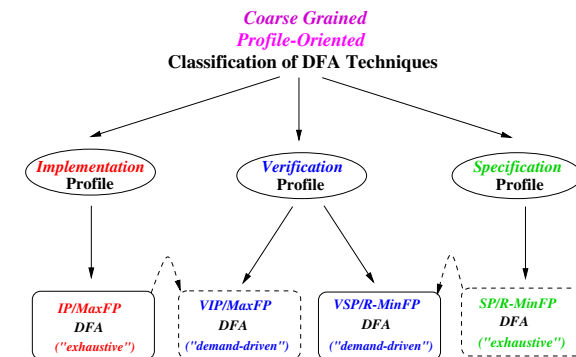 Coarse Grained
Profile-Oriented
Classification of DFA Techniques
Implementation
Profile
Verification
Profile
Specification
Profile
IP/MaxFP
DFA
("exhaustive")
VIP/MaxFP
DFA
("demand-driven")
VSP/R-MinFP
DFA
("demand-driven")
SP/R-MinFP
DFA
("exhaustive")